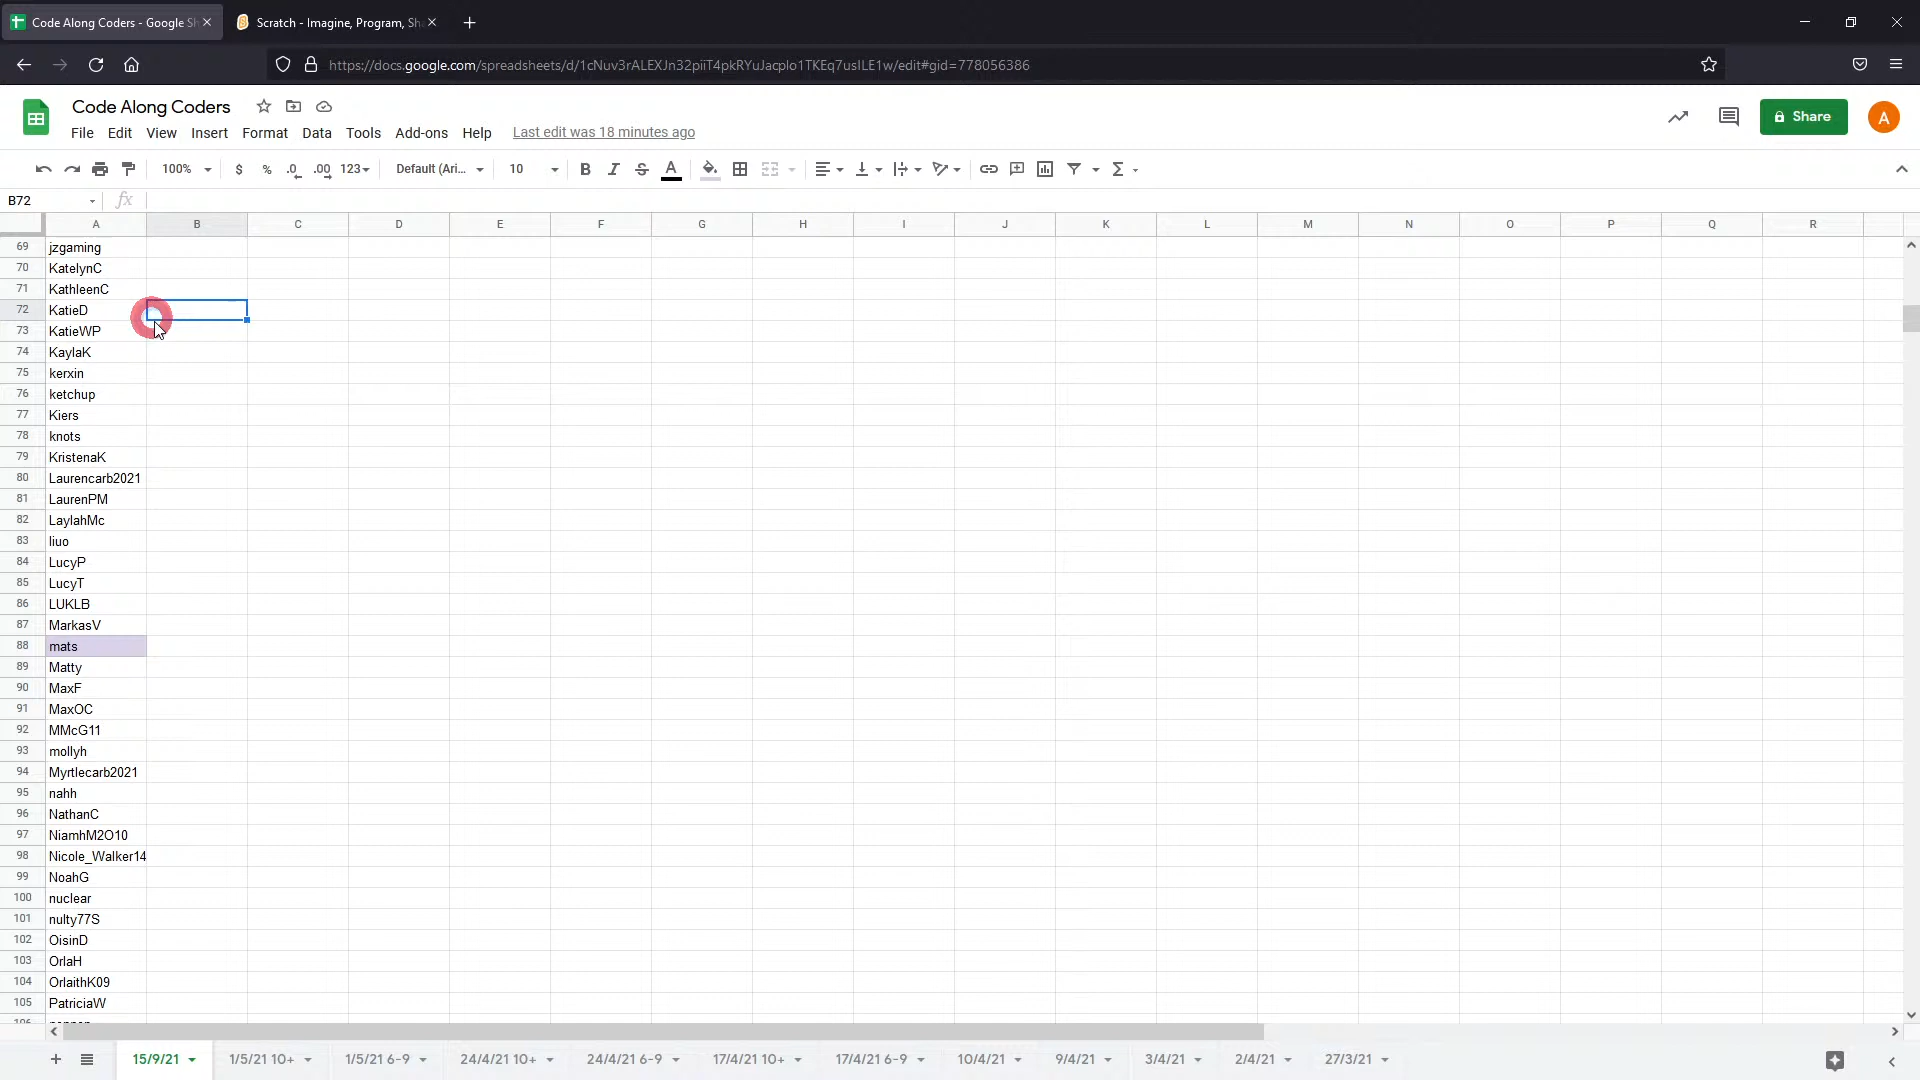 Code Along Coders - Google Sh
Scratch - Imagine, Program, Sha
https://docs.google.com/spreadsheets/d/1cNuv3rALEXJn32piiT4pkRYuJacplo1TKEq7usILE1w/edit#gid=778056386
Code Along Coders
File Edit View Insert Format Data Tools Add-ons Help Last edit was 18 minutes ago
Share
A
100% $ % .0 .00 123 Default (Ari... 10 B I S A Σ
B72 fx
A B C D E F G H I J K L M N O P Q R
69 jzgaming
70 KatelynC
71 KathleenC
72 KatieD
73 KatieWP
74 KaylaK
75 kerxin
76 ketchup
77 Kiers
78 knots
79 KristenaK
80 Laurencarb2021
81 LaurenPM
82 LaylahMc
83 liuo
84 LucyP
85 LucyT
86 LUKLB
87 MarkasV
88 mats
89 Matty
90 MaxF
91 MaxOC
92 MMcG11
93 mollyh
94 Myrtlecarb2021
95 nahh
96 NathanC
97 NiamhM2O10
98 Nicole_Walker14
99 NoahG
100 nuclear
101 nulty77S
102 OisinD
103 OrlaH
104 OrlaithK09
105 PatriciaW
15/9/21 1/5/21 10+ 1/5/21 6-9 24/4/21 10+ 24/4/21 6-9 17/4/21 10+ 17/4/21 6-9 10/4/21 9/4/21 3/4/21 2/4/21 27/3/21